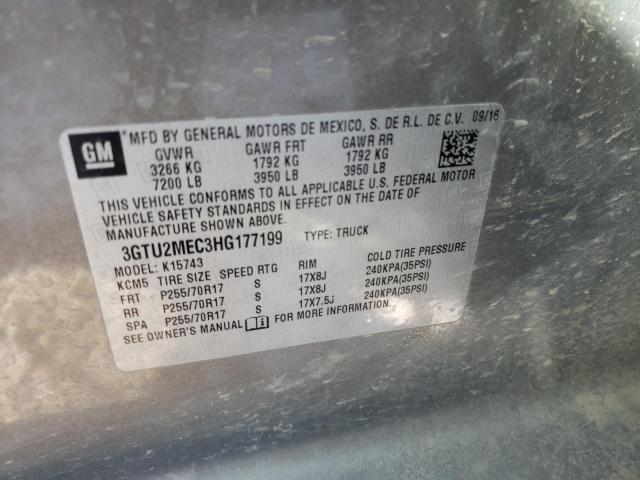 GM
*MFD BY GENERAL MOTORS DE MEXICO, S. DE R.L. DE C.V. 09/16
GVWR GAWR FRT GAWR RR
3266 KG 1792 KG 1792 KG
7200 LB 3950 LB 3950 LB
THIS VEHICLE CONFORMS TO ALL APPLICABLE U.S. FEDERAL MOTOR
VEHICLE SAFETY STANDARDS IN EFFECT ON THE DATE OF
MANUFACTURE SHOWN ABOVE.
3GTU2MEC3HG177199 TYPE: TRUCK
MODEL: K15743
KCM5 TIRE SIZE SPEED RTG RIM COLD TIRE PRESSURE
FRT P255/70R17 S 17X8J 240KPA(35PSI)
RR P255/70R17 S 17X8J 240KPA(35PSI)
SPA P255/70R17 S 17X7.5J 240KPA(35PSI)
SEE OWNER'S MANUAL FOR MORE INFORMATION.